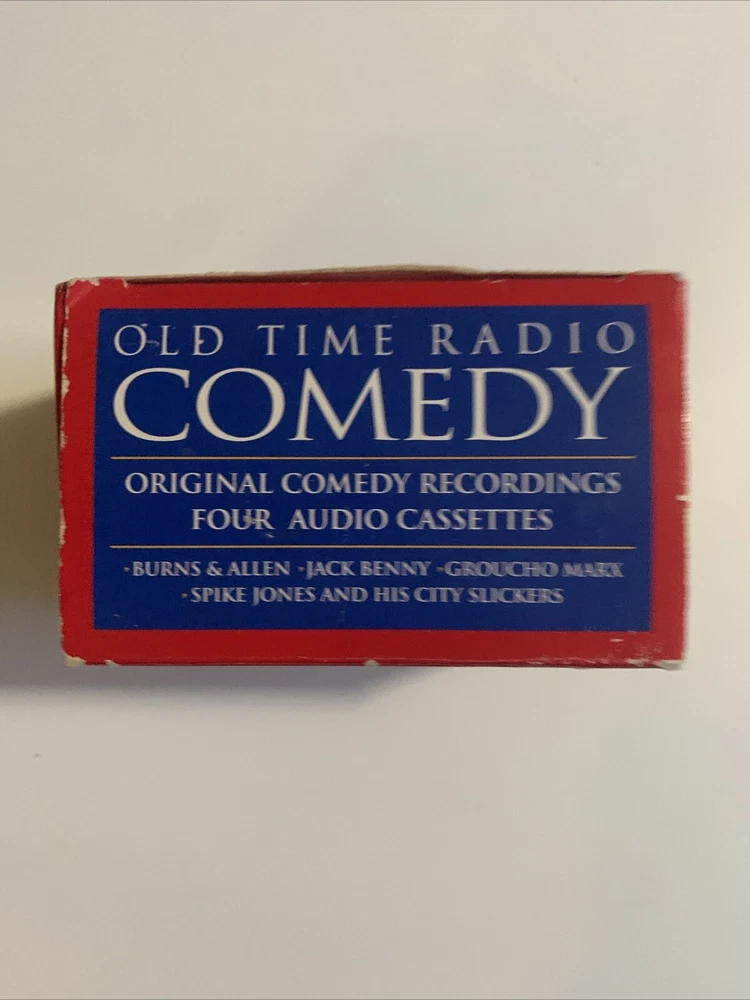 OLD TIME RADIO
COMEDY
ORIGINAL COMEDY RECORDINGS
FOUR AUDIO CASSETTES
•BURNS & ALLEN •JACK BENNY •GROUCHO MARX
•SPIKE JONES AND HIS CITY SLICKERS